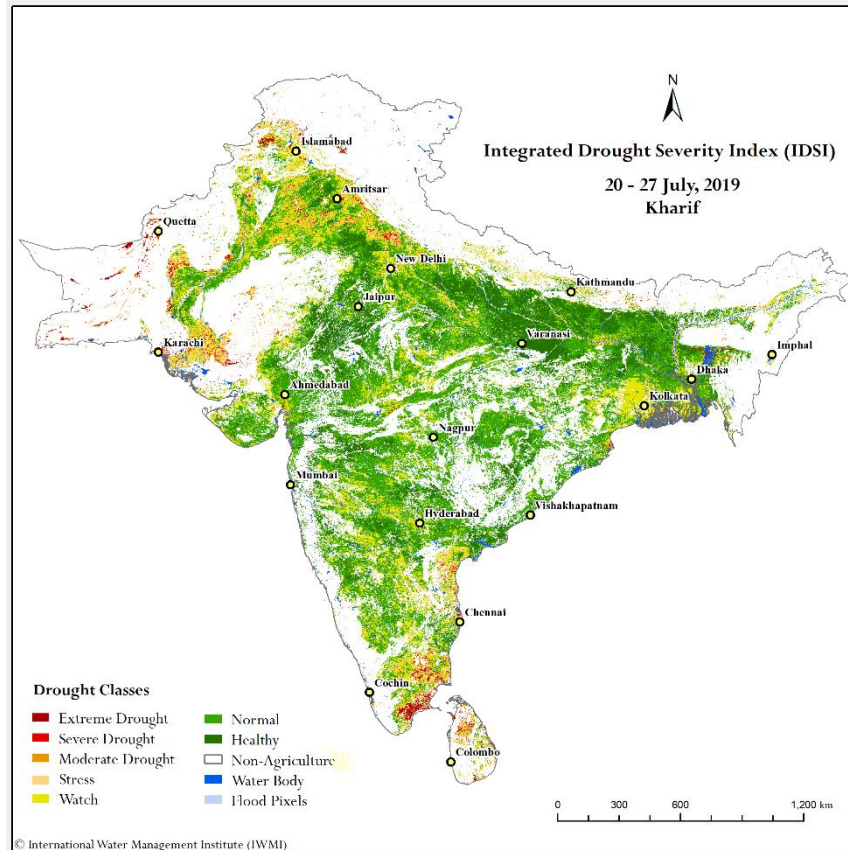 N
Integrated Drought Severity Index (IDSI)
20 - 27 July, 2019
Kharif
Islamabad
Amritsar
Quetta
New Delhi
Kathmandu
Jaipur
Varanasi
Karachi
Imphal
Dhaka
Ahmedabad
Kolkata
Nagpur
Mumbai
Vishakhapatnam
Hyderabad
Chennai
Cochin
Colombo
Drought Classes
Extreme Drought
Severe Drought
Moderate Drought
Stress
Watch
Normal
Healthy
Non-Agriculture
Water Body
Flood Pixels
0 300 600 1,200 km
© International Water Management Institute (IWMI)